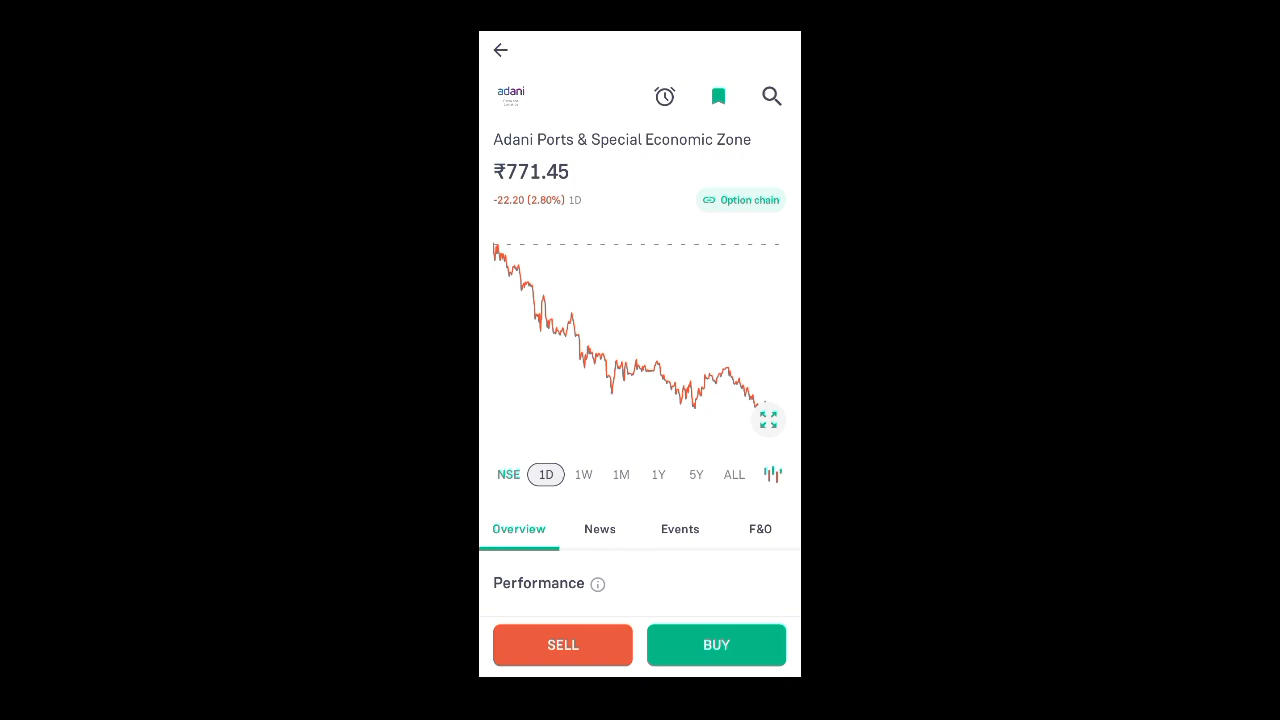 adani
Adani Ports & Special Economic Zone
₹771.45
-22.20 (2.80%) 1D
Option chain
NSE 1D 1W 1M 1Y 5Y ALL
Overview News Events F&O
Performance
SELL BUY